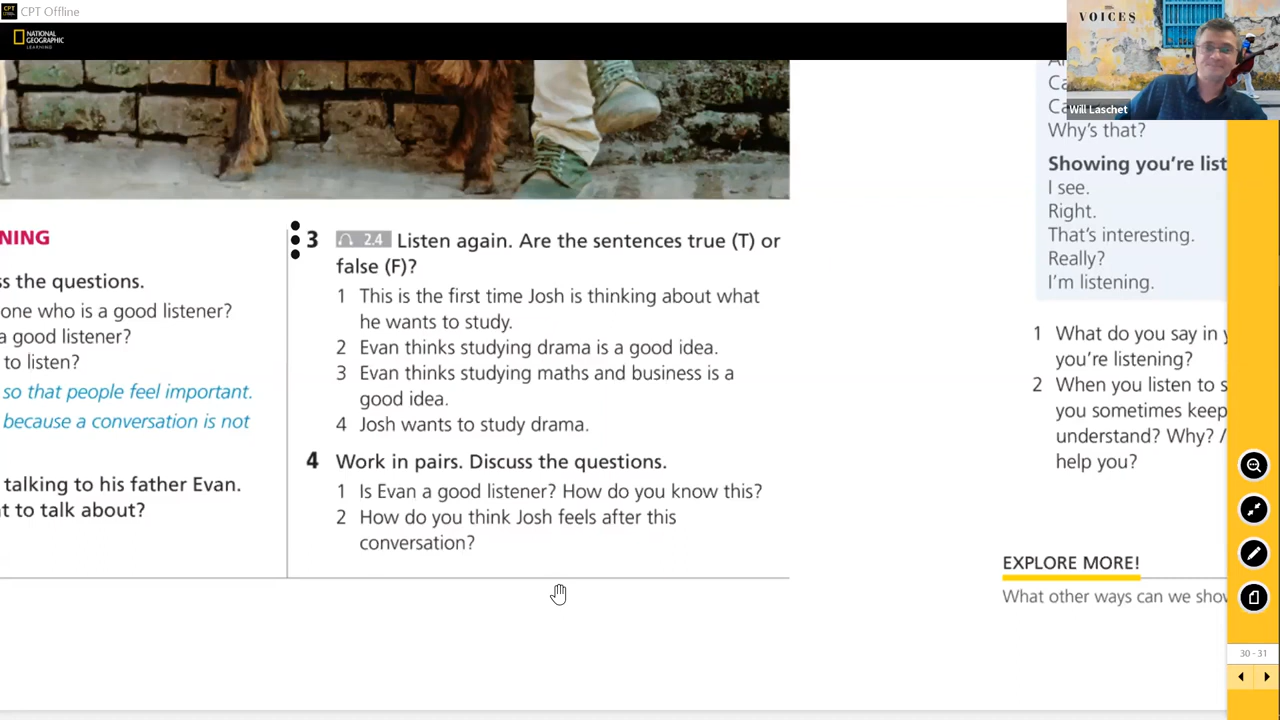 CPT Offline
NATIONAL
GEOGRAPHIC
LEARNING
VOICES
Will Laschet
NING
ss the questions.
one who is a good listener?
a good listener?
to listen?
so that people feel important.
because a conversation is not
talking to his father Evan.
t to talk about?
3 2.4 Listen again. Are the sentences true (T) or
false (F)?
1 This is the first time Josh is thinking about what
he wants to study.
2 Evan thinks studying drama is a good idea.
3 Evan thinks studying maths and business is a
good idea.
4 Josh wants to study drama.
4 Work in pairs. Discuss the questions.
1 Is Evan a good listener? How do you know this?
2 How do you think Josh feels after this
conversation?
Why's that?
Showing you're list
I see.
Right.
That's interesting.
Really?
I'm listening.
1 What do you say in y
you're listening?
2 When you listen to s
you sometimes keep
understand? Why? /
help you?
EXPLORE MORE!
What other ways can we show
30 - 31